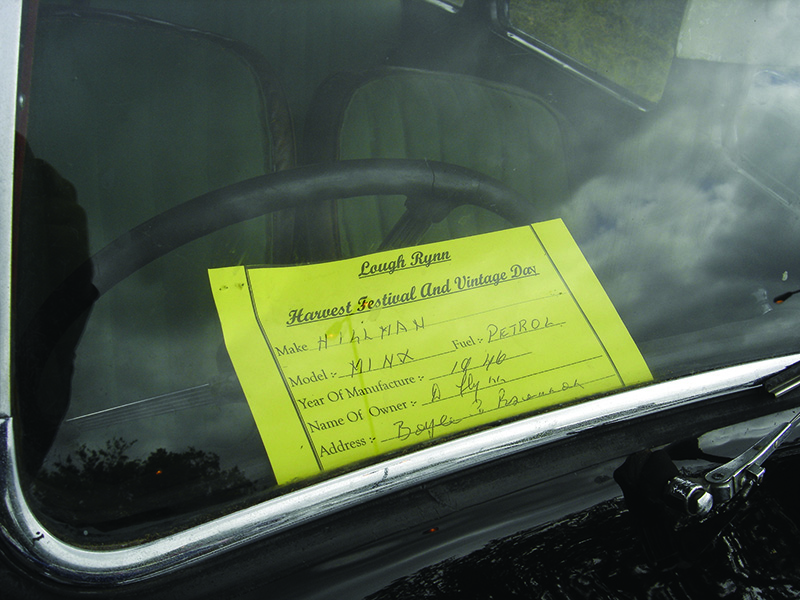 Lough Rynn
Harvest Festival And Vintage Day
Make HILLMAN
Model :- MINX Fuel :- PETROL
Year Of Manufacture :- 1946
Name Of Owner :- D Flynn
Address :- Boyle